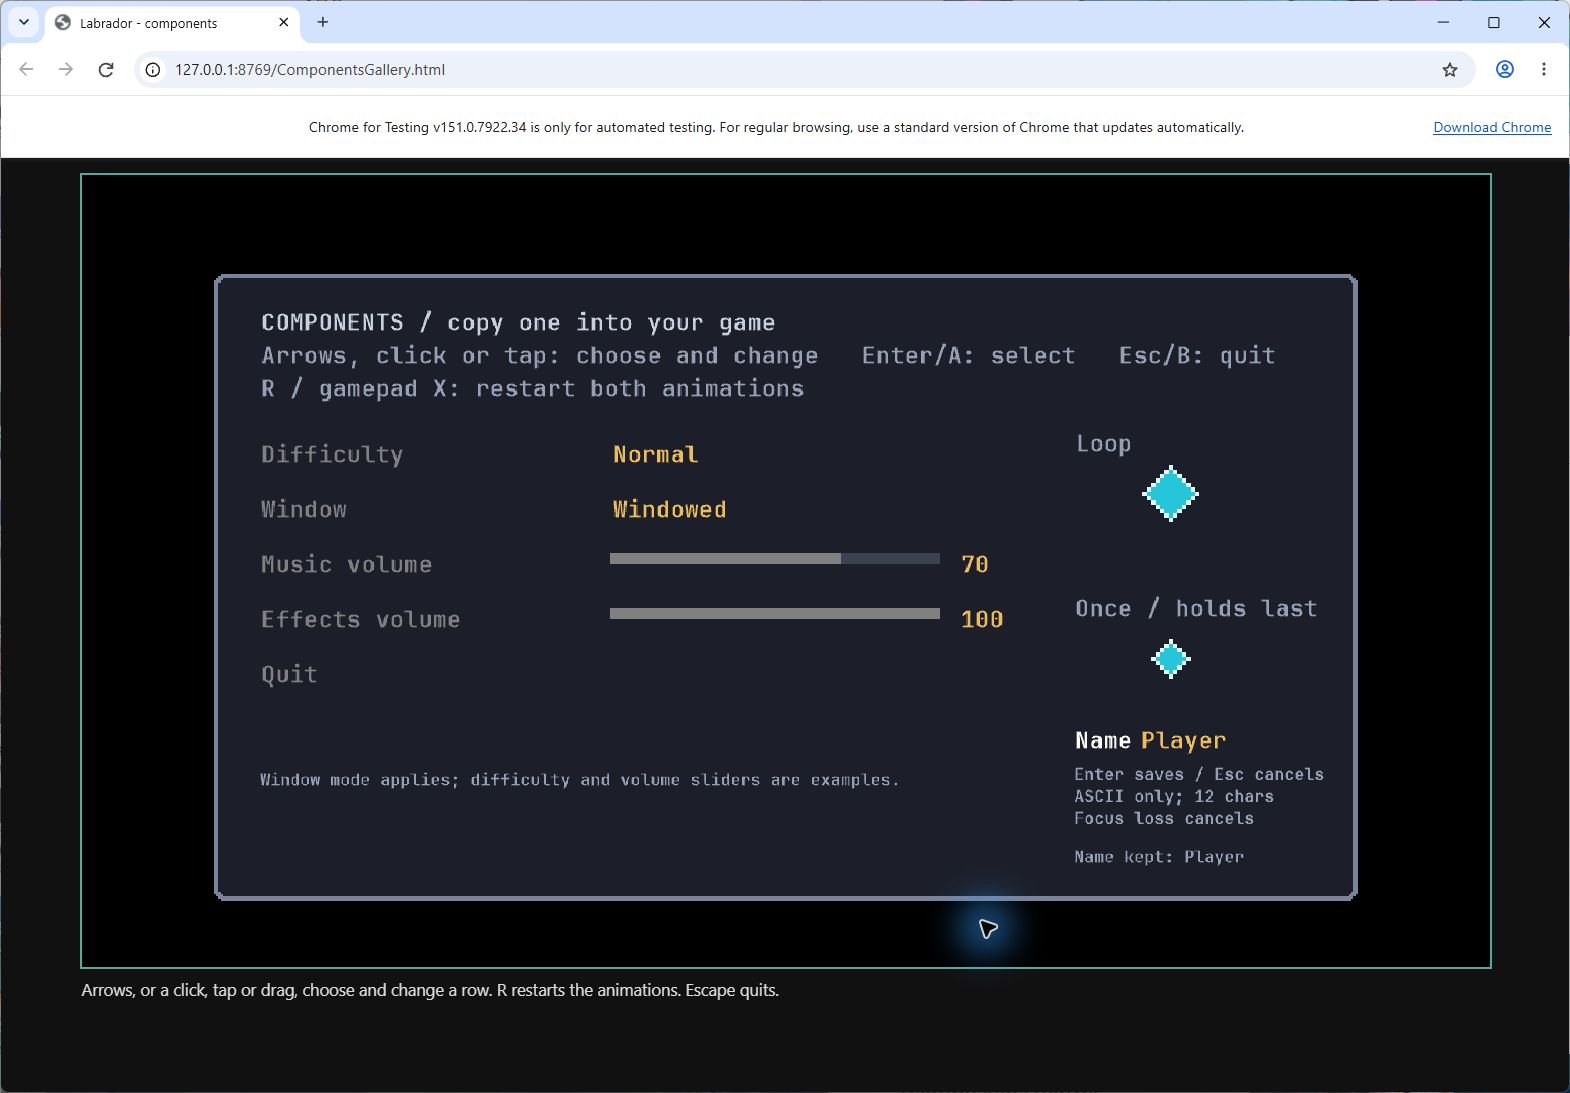 Labrador - components
127.0.0.1:8769/ComponentsGallery.html
Chrome for Testing v151.0.7922.34 is only for automated testing. For regular browsing, use a standard version of Chrome that updates automatically.
Download Chrome
COMPONENTS / copy one into your game
Arrows, click or tap: choose and change Enter/A: select Esc/B: quit
R / gamepad X: restart both animations
Difficulty Normal
Window Windowed
Music volume 70
Effects volume 100
Quit
Window mode applies; difficulty and volume sliders are examples.
Loop
Once / holds last
Name Player
Enter saves / Esc cancels
ASCII only; 12 chars
Focus loss cancels
Name kept: Player
Arrows, or a click, tap or drag, choose and change a row. R restarts the animations. Escape quits.